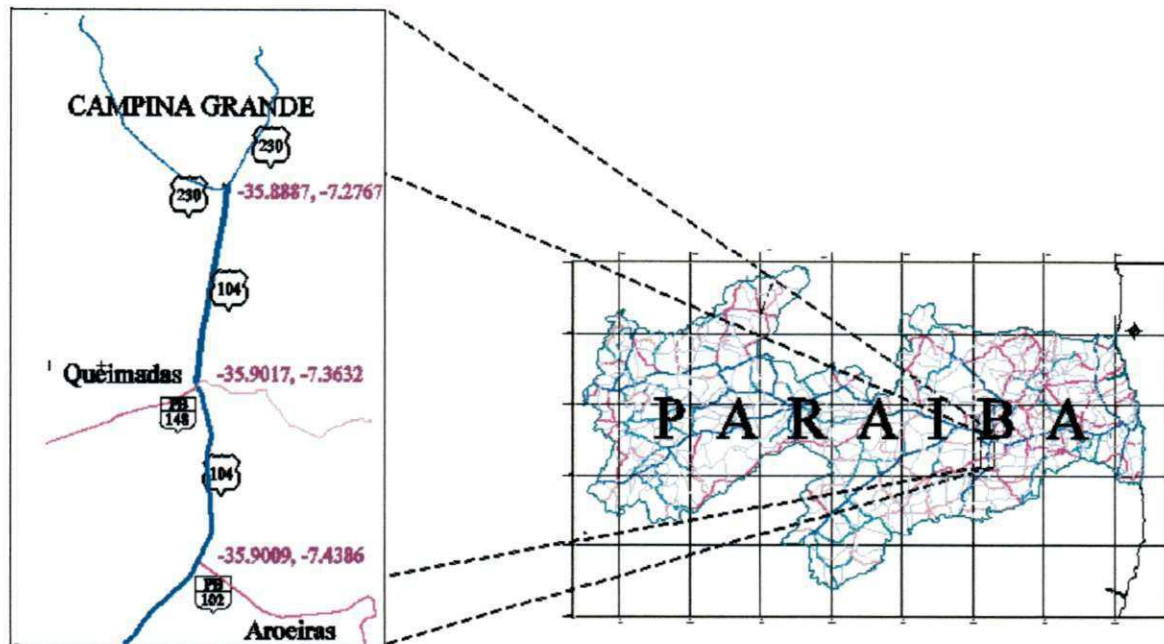 CAMPINA GRANDE
230
230
-35.8887, -7.2767
104
Queimadas
-35.9017, -7.3632
PB
148
104
-35.9009, -7.4386
PB
102
Aroeiras
PARAIBA